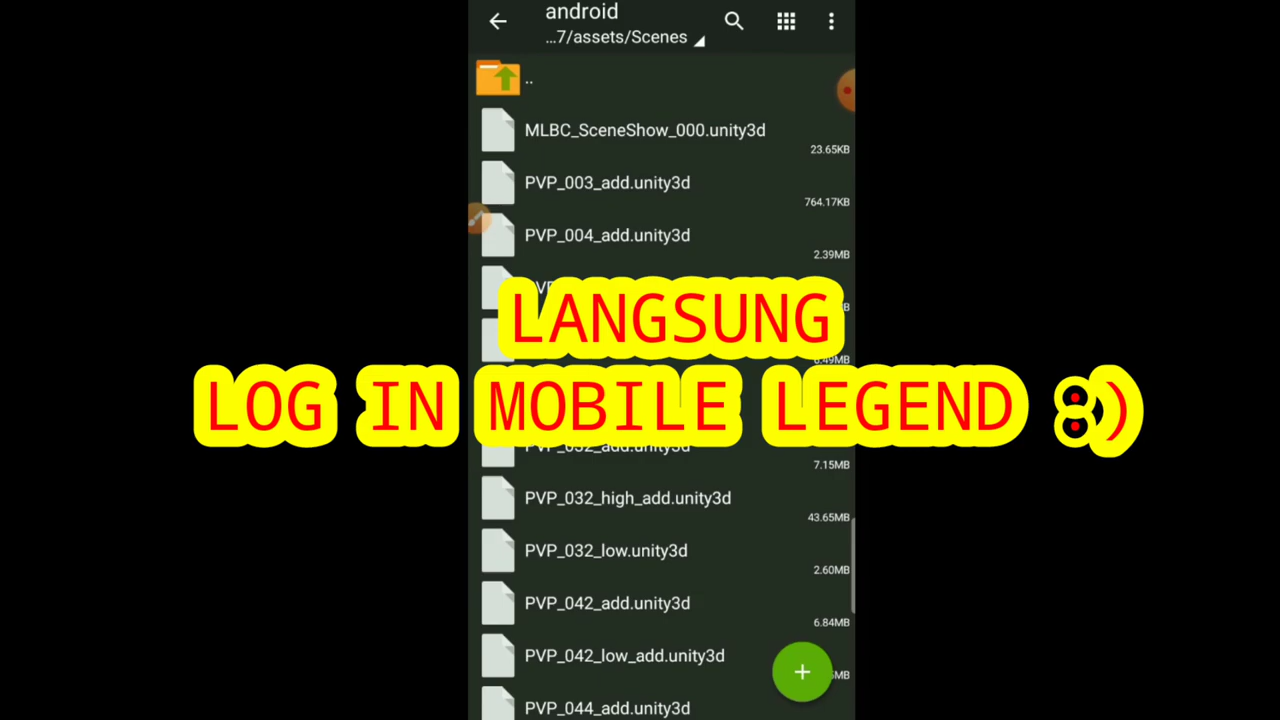 android
...7/assets/Scenes
..
MLBC_SceneShow_000.unity3d
23.65KB
PVP_003_add.unity3d
764.17KB
PVP_004_add.unity3d
2.39MB
LANGSUNG
LOG IN MOBILE LEGEND :)
PVP_032_add.unity3d
7.15MB
PVP_032_high_add.unity3d
43.65MB
PVP_032_low.unity3d
2.60MB
PVP_042_add.unity3d
6.84MB
PVP_042_low_add.unity3d
PVP_044_add.unity3d